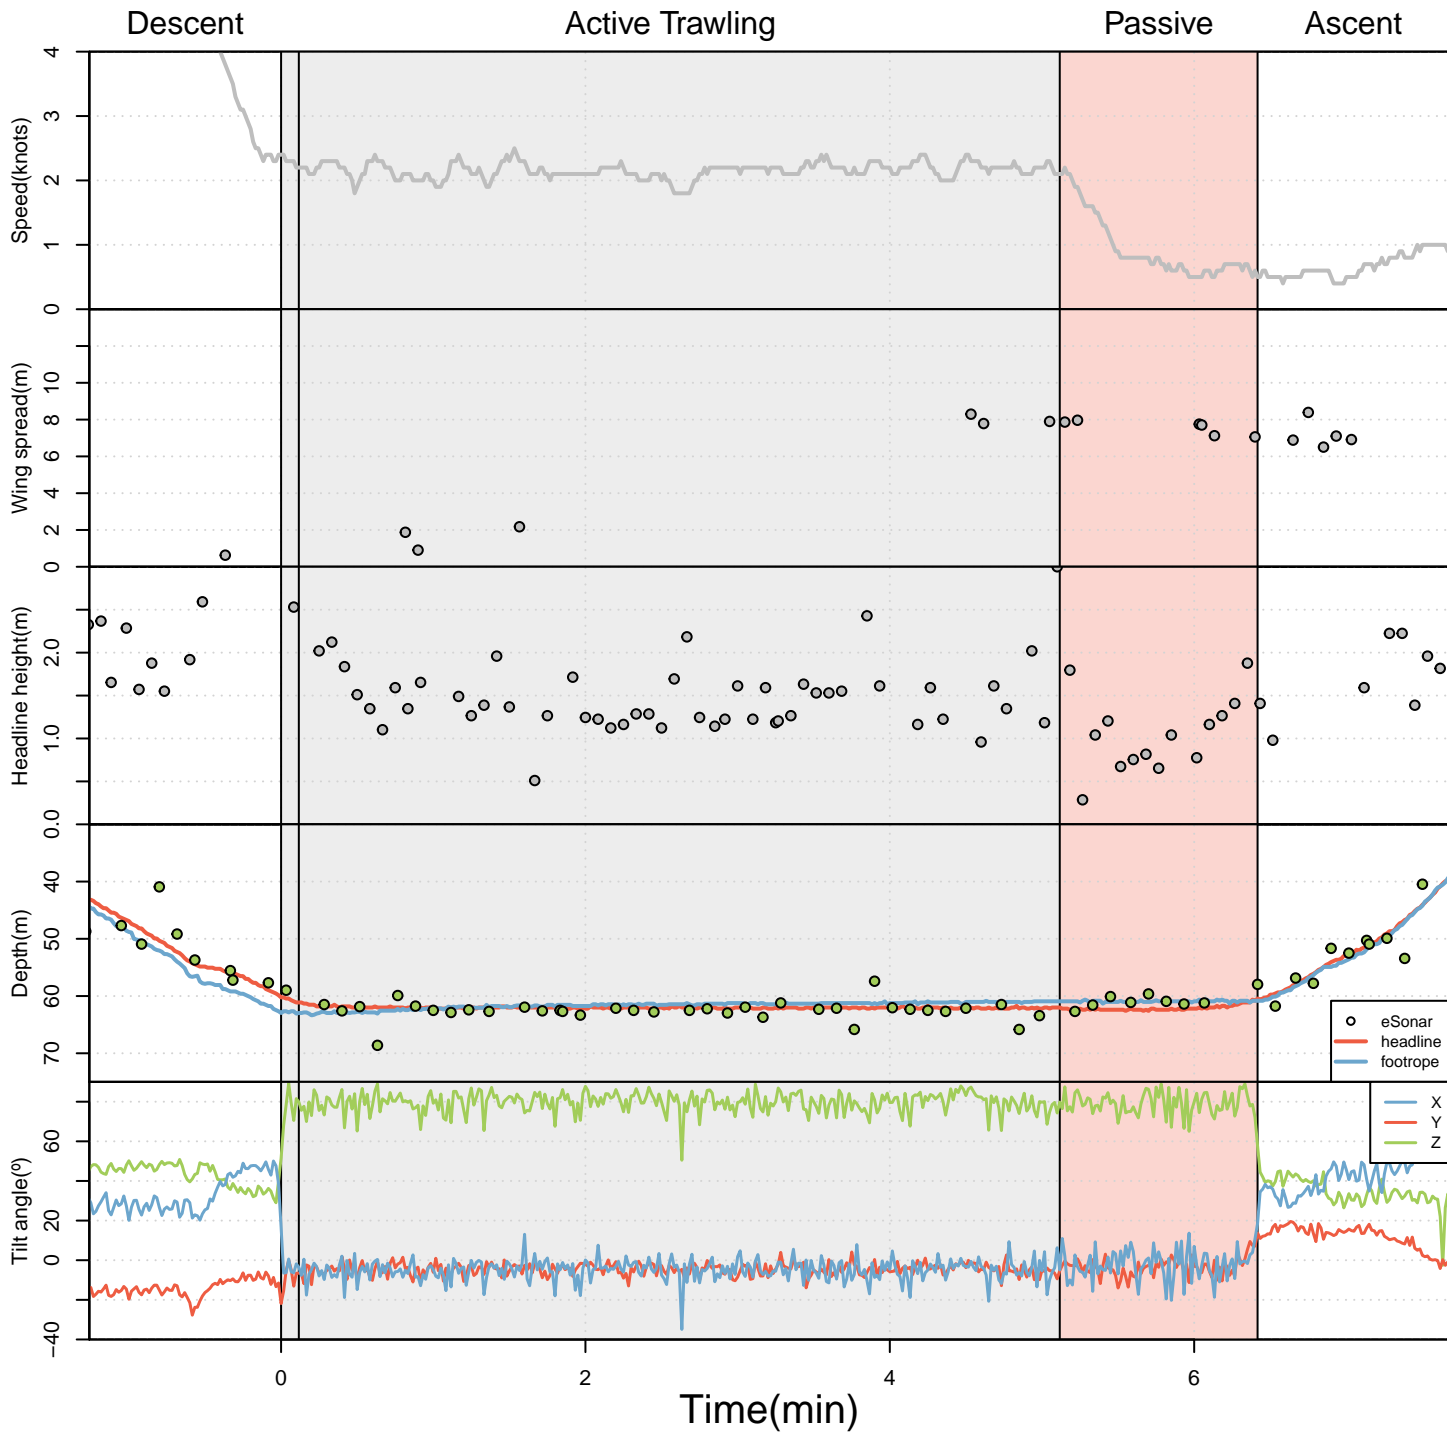 Descent Active Trawling Passive Ascent
Speed(knots)
4
3
2
1
0
Wing spread(m)
10
8
6
4
2
0
Headline height(m)
2.0
1.0
0.0
Depth(m)
40
50
60
70
eSonar
headline
footrope
Tilt angle(º)
60
20
0
−40
X
Y
Z
0 2 4 6
Time(min)